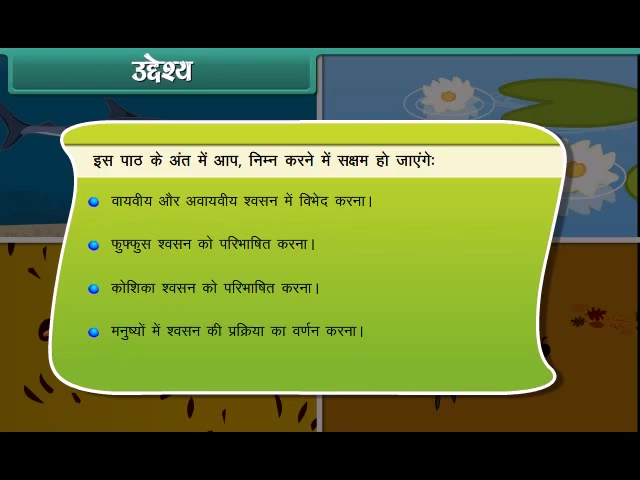 उद्देश्य
इस पाठ के अंत में आप, निम्न करने में सक्षम हो जाएंगे:
वायवीय और अवायवीय श्वसन में विभेद करना।
फुफ्फुस श्वसन को परिभाषित करना।
कोशिका श्वसन को परिभाषित करना।
मनुष्यों में श्वसन की प्रक्रिया का वर्णन करना।